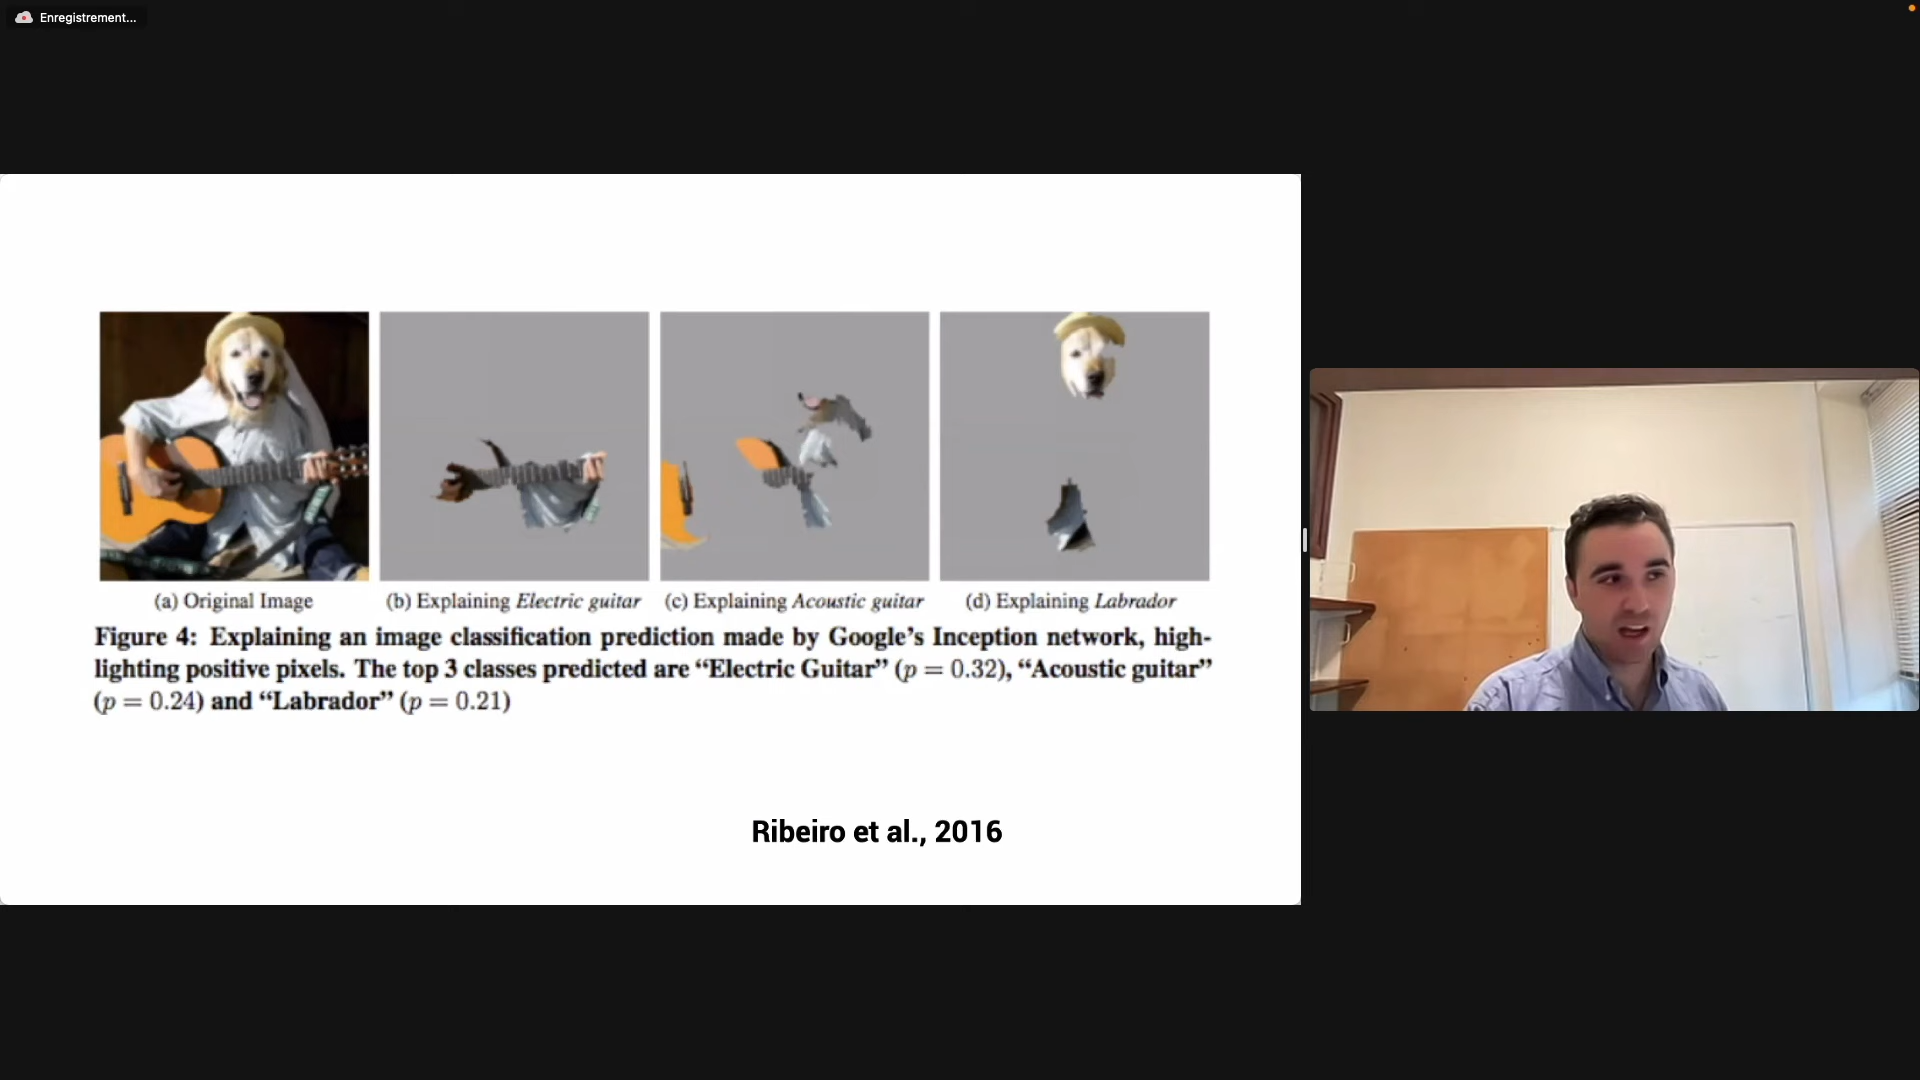 Enregistrement...
(a) Original Image
(b) Explaining Electric guitar
(c) Explaining Acoustic guitar
(d) Explaining Labrador
Figure 4: Explaining an image classification prediction made by Google's Inception network, high-
lighting positive pixels. The top 3 classes predicted are “Electric Guitar” (p = 0.32), “Acoustic guitar”
(p = 0.24) and “Labrador” (p = 0.21)
Ribeiro et al., 2016